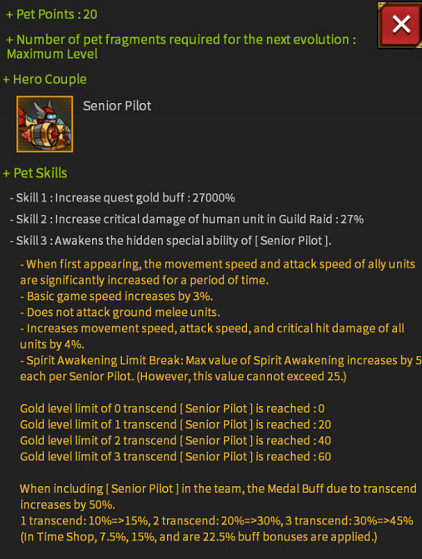 + Pet Points : 20
+ Number of pet fragments required for the next evolution :
Maximum Level
+ Hero Couple
Senior Pilot
+ Pet Skills
- Skill 1 : Increase quest gold buff : 27000%
- Skill 2 : Increase critical damage of human unit in Guild Raid : 27%
- Skill 3 : Awakens the hidden special ability of [ Senior Pilot ].
- When first appearing, the movement speed and attack speed of ally units
are significantly increased for a period of time.
- Basic game speed increases by 3%.
- Does not attack ground melee units.
- Increases movement speed, attack speed, and critical hit damage of all
units by 4%.
- Spirit Awakening Limit Break: Max value of Spirit Awakening increases by 5
each per Senior Pilot. (However, this value cannot exceed 25.)
Gold level limit of 0 transcend [ Senior Pilot ] is reached : 0
Gold level limit of 1 transcend [ Senior Pilot ] is reached : 20
Gold level limit of 2 transcend [ Senior Pilot ] is reached : 40
Gold level limit of 3 transcend [ Senior Pilot ] is reached : 60
When including [ Senior Pilot ] in the team, the Medal Buff due to transcend
increases by 50%.
1 transcend: 10%=>15%, 2 transcend: 20%=>30%, 3 transcend: 30%=>45%
(In Time Shop, 7.5%, 15%, and are 22.5% buff bonuses are applied.)